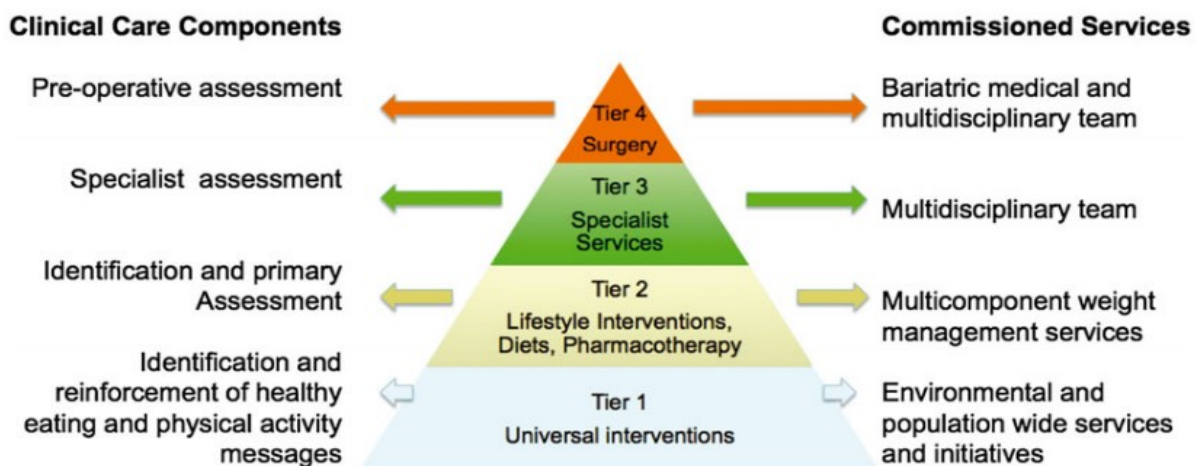 Clinical Care Components
Commissioned Services
Pre-operative assessment
Tier 4
Surgery
Bariatric medical and
multidisciplinary team
Specialist assessment
Tier 3
Specialist
Services
Multidisciplinary team
Identification and primary
Assessment
Tier 2
Lifestyle Interventions,
Diets, Pharmacotherapy
Multicomponent weight
management services
Identification and
reinforcement of healthy
eating and physical activity
messages
Tier 1
Universal interventions
Environmental and
population wide services
and initiatives